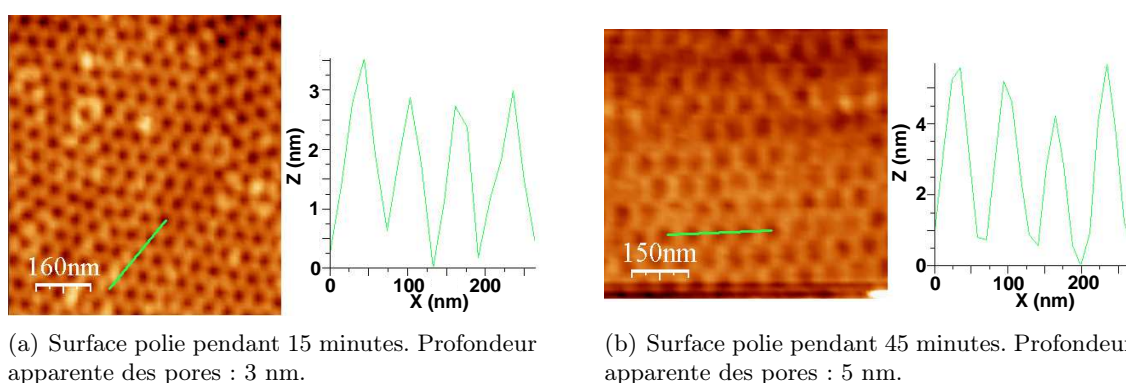 160nm
Z (nm)
3
2
1
0
0
100
200
X (nm)
150nm
Z (nm)
4
2
0
0
100
200
X (nm)
(a) Surface polie pendant 15 minutes. Profondeur
apparente des pores : 3 nm.
(b) Surface polie pendant 45 minutes. Profondeu
apparente des pores : 5 nm.